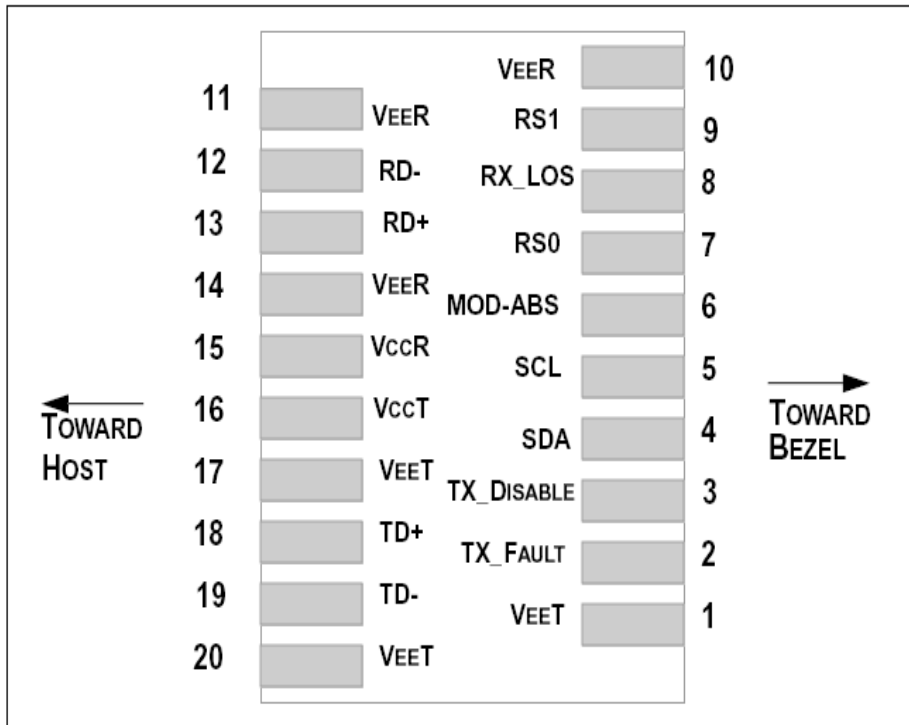 VEER 10
11 VEER
RS1 9
12 RD-
RX_LOS 8
13 RD+
RS0 7
14 VEER
MOD-ABS 6
15 VCCR
SCL 5
16 VCCT
TOWARD
HOST
SDA 4
TOWARD
BEZEL
17 VEET
TX_DISABLE 3
18 TD+
TX_FAULT 2
19 TD-
VEET 1
20 VEET